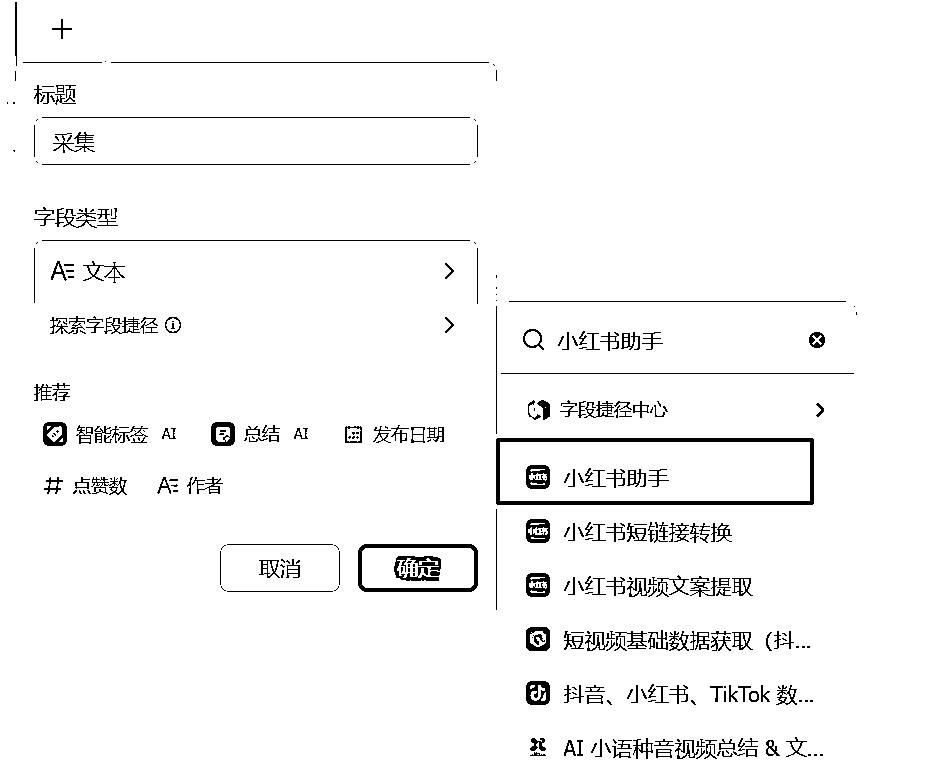 标题
采集
字段类型
A 文本
探索字段捷径
推荐
智能标签 AI 总结 AI 发布日期
# 点赞数 A 作者
取消 确定
小红书助手
字段捷径中心
小红书助手
小红书短链接转换
小红书视频文案提取
短视频基础数据获取（抖...
抖音、小红书、TikTok 数...
AI 小语种音视频总结 & 文...